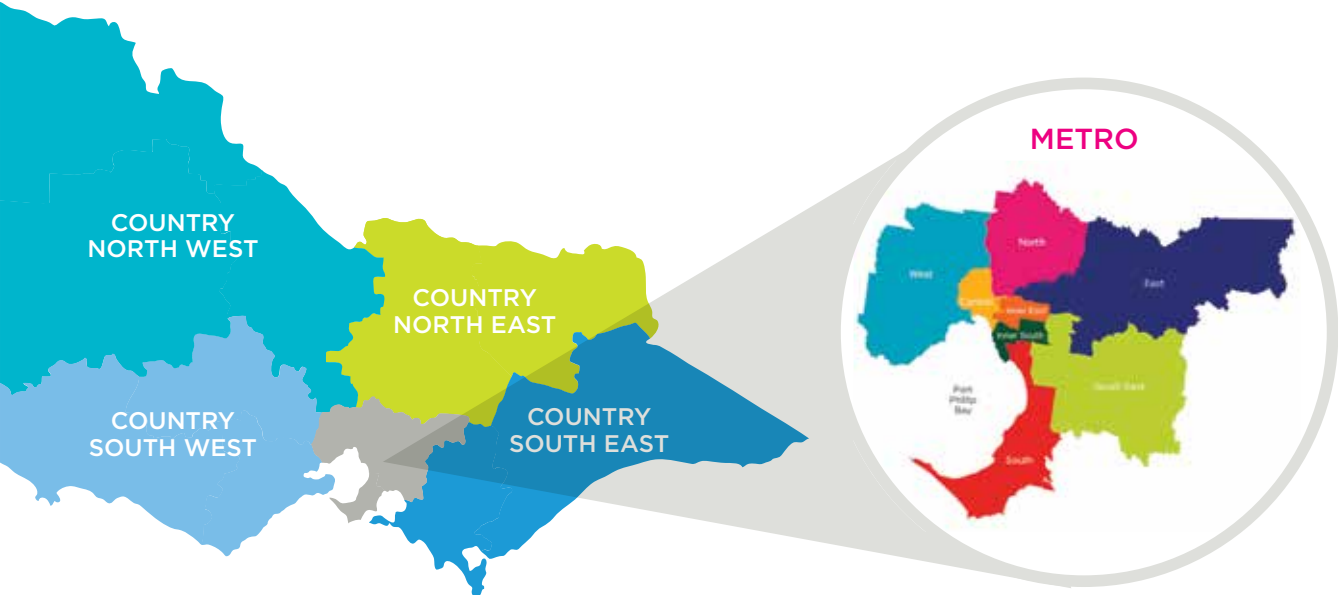 METRO
COUNTRY
NORTH WEST
COUNTRY
NORTH EAST
COUNTRY
SOUTH WEST
COUNTRY
SOUTH EAST
North
West
East
Central
Inner East
Inner South
South East
Port
Phillip
Bay
South